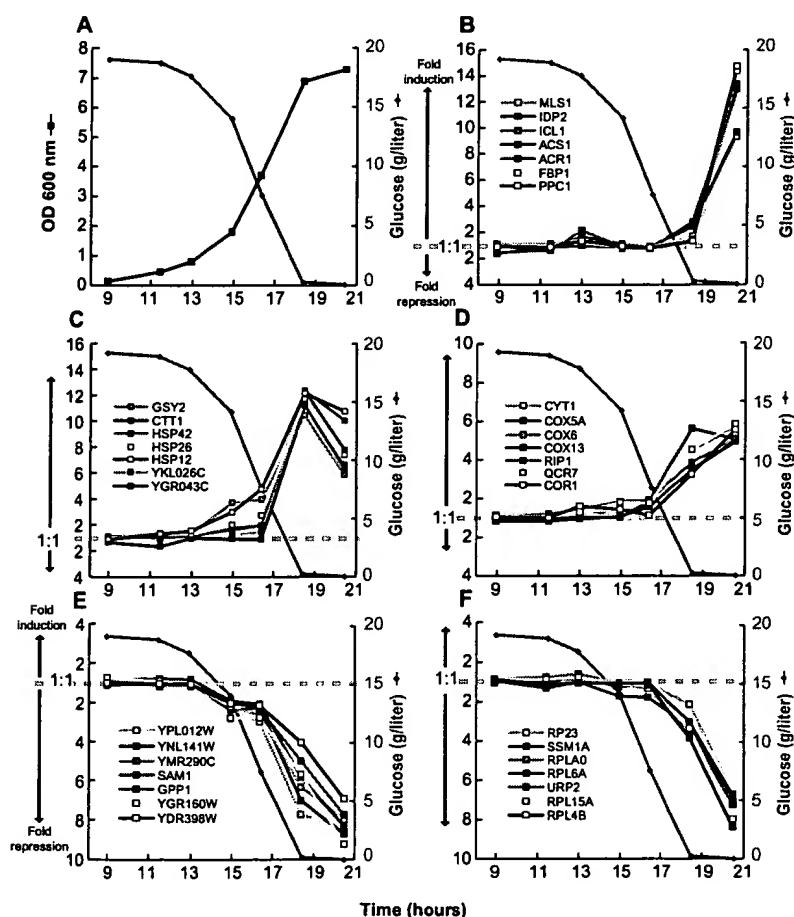 A
OD 600 nm
8
7
6
5
4
3
2
1
0
20
15
10
5
0
Glucose (g/liter)
9 11 13 15 17 19 21
B
Fold induction
16
14
12
10
8
6
4
2
1:1
2
4
Fold repression
MLS1
IDP2
ICL1
ACS1
ACR1
FBP1
PPC1
20
15
10
5
0
Glucose (g/liter)
9 11 13 15 17 19 21
C
16
14
12
10
8
6
4
2
1:1
2
4
GSY2
CTT1
HSP42
HSP26
HSP12
YKL026C
YGR043C
20
15
10
5
0
Glucose (g/liter)
9 11 13 15 17 19 21
D
10
8
6
4
2
1:1
2
4
CYT1
COX5A
COX6
COX13
RIP1
QCR7
COR1
20
15
10
5
0
Glucose (g/liter)
9 11 13 15 17 19 21
E
Fold induction
4
2
1:1
2
4
6
8
10
Fold repression
YPL012W
YNL141W
YMR290C
SAM1
GPP1
YGR160W
YDR398W
20
15
10
5
0
Glucose (g/liter)
9 11 13 15 17 19 21
F
4
2
1:1
2
4
6
8
10
RP23
SSM1A
RPLA0
RPL6A
URP2
RPL15A
RPL4B
20
15
10
5
0
Glucose (g/liter)
9 11 13 15 17 19 21
Time (hours)